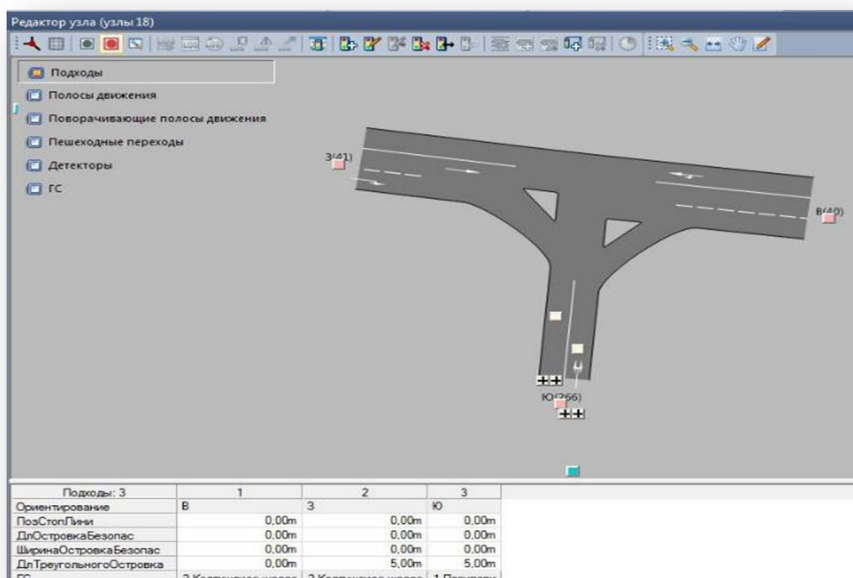 Редактор узла (узлы 18)
Подходы
Полосы движения
Поворачивающие полосы движения
Пешеходные переходы
Детекторы
ГС
З(41)
В(40)
Ю(266)
Подходы: 3 1 2 3
Ориентирование В З Ю
ПозСтопЛини 0,00m 0,00m 0,00m
ДлОстровкаБезопас 0,00m 0,00m 0,00m
ШиринаОстровкаБезопас 0,00m 0,00m 0,00m
ДлТреугольногоОстровка 0,00m 5,00m 5,00m